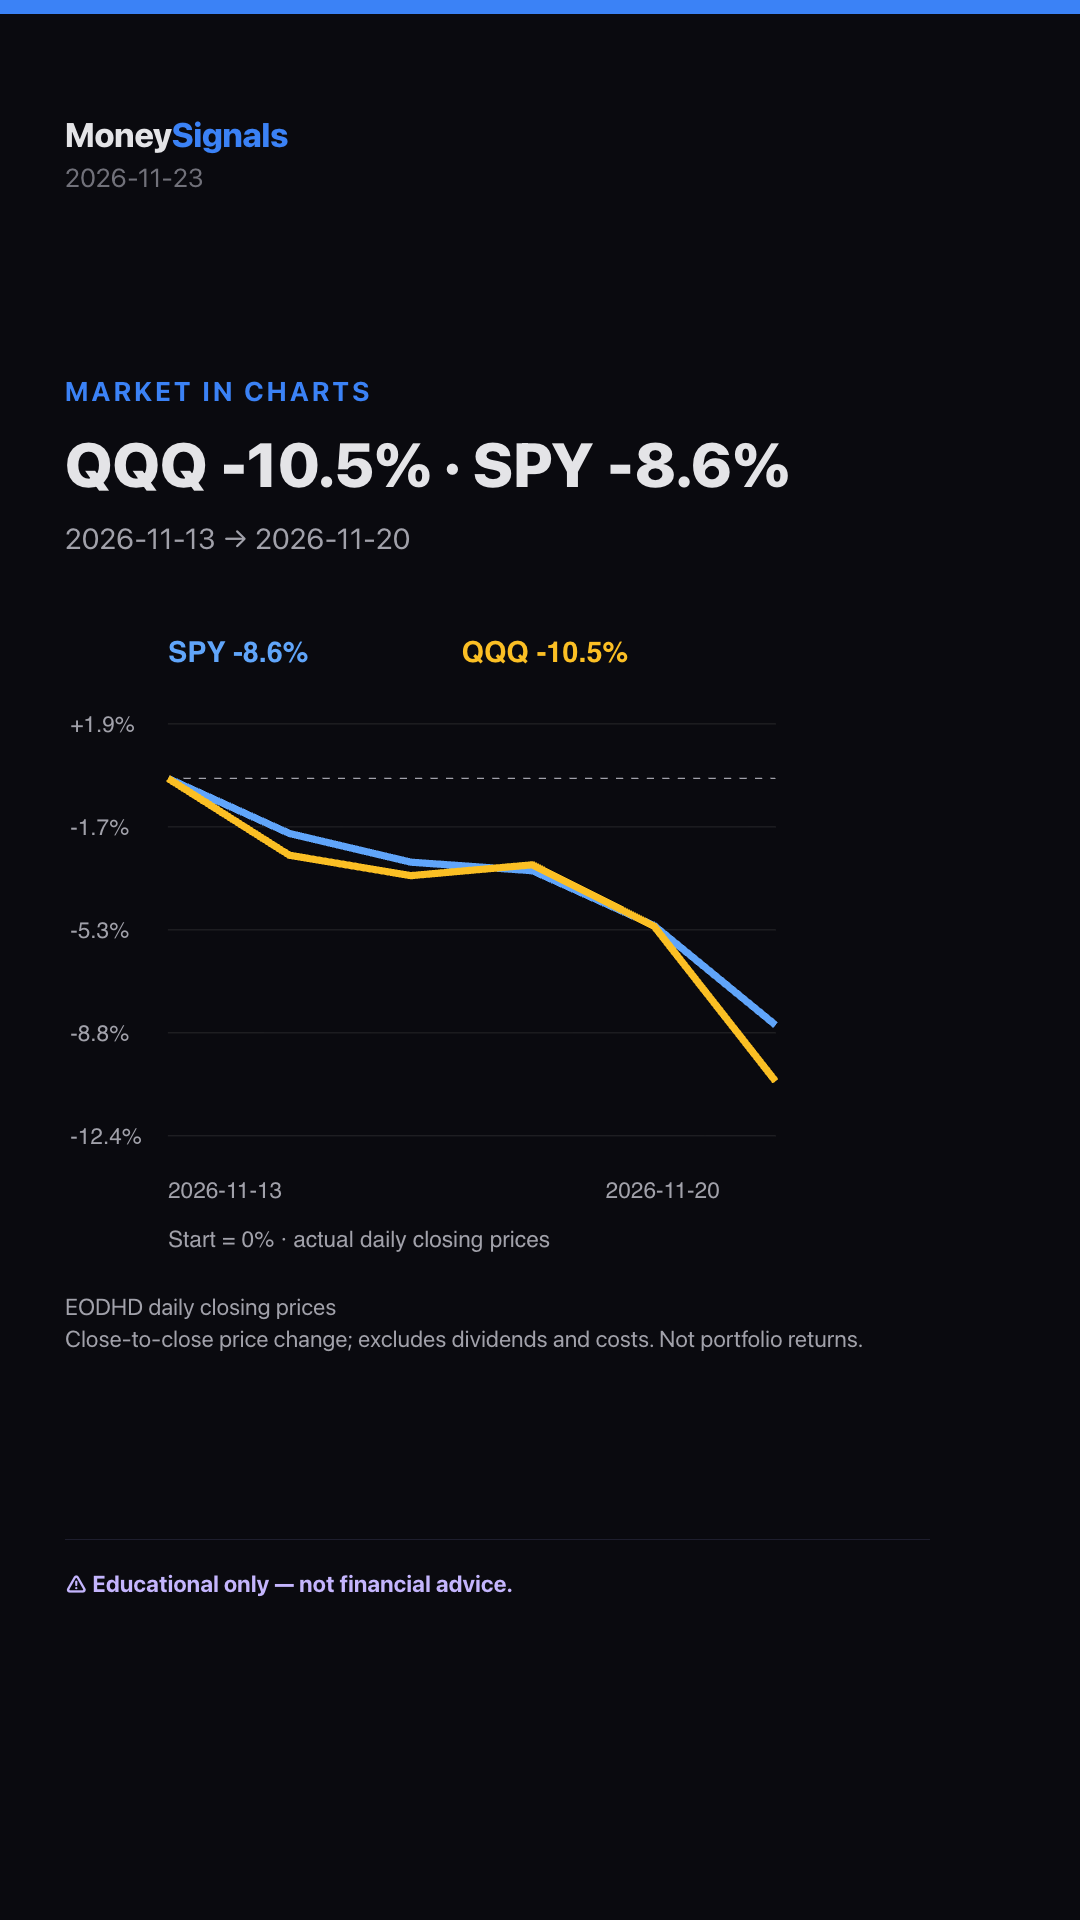 MoneySignals
2026-11-23
MARKET IN CHARTS
QQQ -10.5% · SPY -8.6%
2026-11-13 → 2026-11-20
SPY -8.6% QQQ -10.5%
+1.9%
-1.7%
-5.3%
-8.8%
-12.4%
2026-11-13 2026-11-20
Start = 0% · actual daily closing prices
EODHD daily closing prices
Close-to-close price change; excludes dividends and costs. Not portfolio returns.
⚠ Educational only — not financial advice.